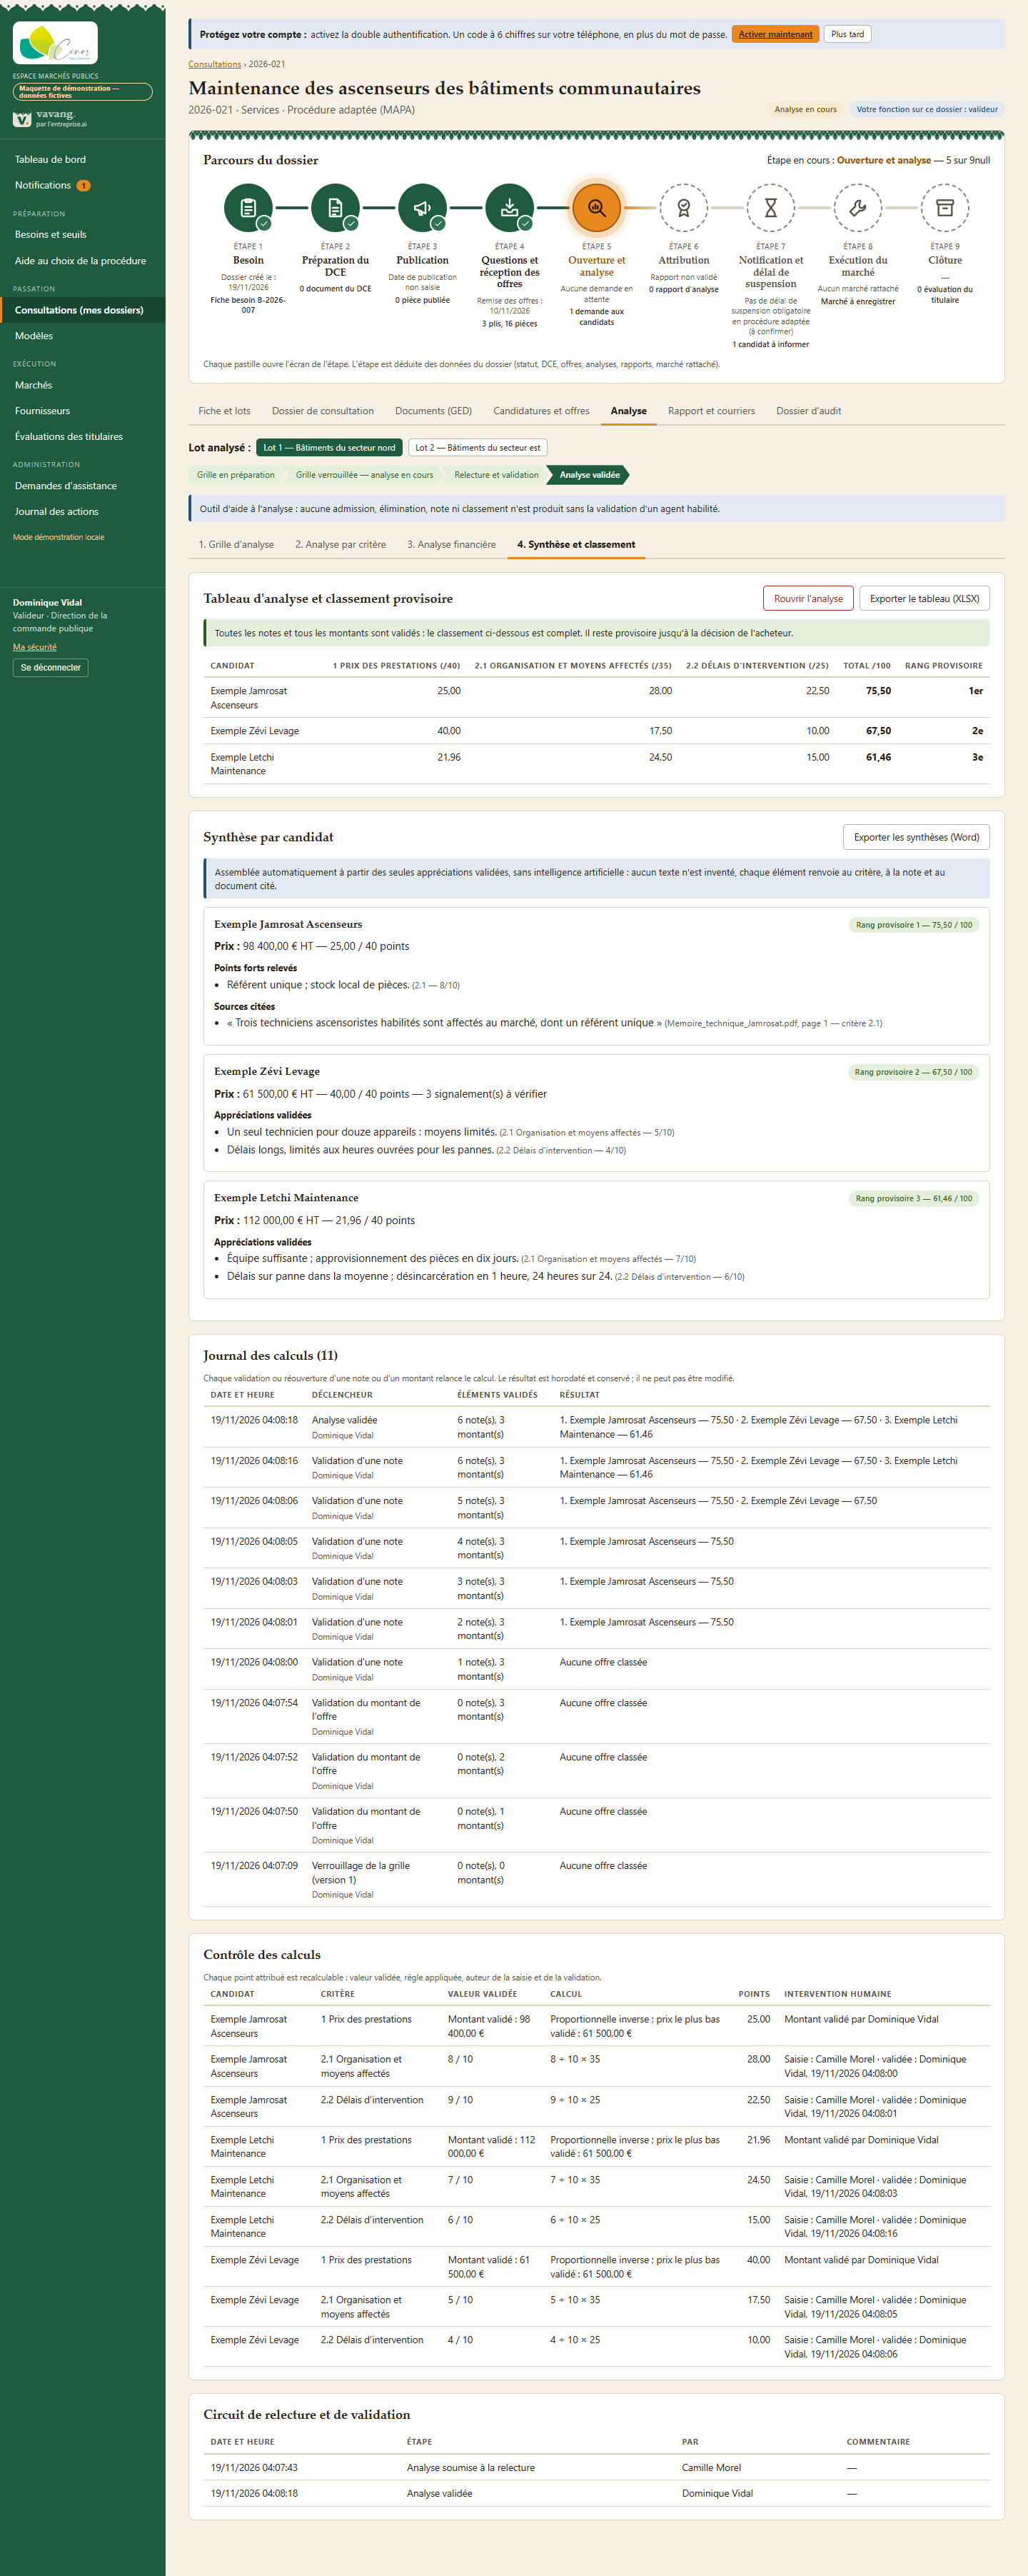 Cinor
ESPACE MARCHÉS PUBLICS
Maquette de démonstration —
données fictives
vavang.
par l'entreprise.ai
Tableau de bord
Notifications 1
PRÉPARATION
Besoins et seuils
Aide au choix de la procédure
PASSATION
Consultations (mes dossiers)
Modèles
EXÉCUTION
Marchés
Fournisseurs
Évaluations des titulaires
ADMINISTRATION
Demandes d'assistance
Journal des actions
Mode démonstration locale
Dominique Vidal
Valideur · Direction de la
commande publique
Ma sécurité
Se déconnecter
Protégez votre compte : activez la double authentification. Un code à 6 chiffres sur votre téléphone, en plus du mot de passe. Activer maintenant Plus tard
Consultations › 2026-021
Maintenance des ascenseurs des bâtiments communautaires
2026-021 · Services · Procédure adaptée (MAPA)
Analyse en cours Votre fonction sur ce dossier : valideur
Parcours du dossier
Étape en cours : Ouverture et analyse — 5 sur 9null
ÉTAPE 1
Besoin
Dossier créé le :
19/11/2026
Fiche besoin B-2026-
007
ÉTAPE 2
Préparation du
DCE
0 document du DCE
ÉTAPE 3
Publication
Date de publication
non saisie
0 pièce publiée
ÉTAPE 4
Questions et
réception des
offres
Remise des offres :
10/11/2026
3 plis, 16 pièces
ÉTAPE 5
Ouverture et
analyse
Aucune demande en
attente
1 demande aux
candidats
ÉTAPE 6
Attribution
Rapport non validé
0 rapport d'analyse
ÉTAPE 7
Notification et
délai de
suspension
Pas de délai de
suspension obligatoire
en procédure adaptée
(à confirmer)
1 candidat à informer
ÉTAPE 8
Exécution du
marché
Aucun marché rattaché
Marché à enregistrer
ÉTAPE 9
Clôture
—
0 évaluation du
titulaire
Chaque pastille ouvre l'écran de l'étape. L'étape est déduite des données du dossier (statut, DCE, offres, analyses, rapports, marché rattaché).
Fiche et lots Dossier de consultation Documents (GED) Candidatures et offres Analyse Rapport et courriers Dossier d'audit
Lot analysé : Lot 1 — Bâtiments du secteur nord Lot 2 — Bâtiments du secteur est
Grille en préparation Grille verrouillée — analyse en cours Relecture et validation Analyse validée
Outil d'aide à l'analyse : aucune admission, élimination, note ni classement n'est produit sans la validation d'un agent habilité.
1. Grille d'analyse 2. Analyse par critère 3. Analyse financière 4. Synthèse et classement
Tableau d'analyse et classement provisoire
Rouvrir l'analyse Exporter le tableau (XLSX)
Toutes les notes et tous les montants sont validés : le classement ci-dessous est complet. Il reste provisoire jusqu'à la décision de l'acheteur.
CANDIDAT 1 PRIX DES PRESTATIONS (/40) 2.1 ORGANISATION ET MOYENS AFFECTÉS (/35) 2.2 DÉLAIS D'INTERVENTION (/25) TOTAL /100 RANG PROVISOIRE
Exemple Jamrosat
Ascenseurs 25,00 28,00 22,50 75,50 1er
Exemple Zévi Levage 40,00 17,50 10,00 67,50 2e
Exemple Letchi
Maintenance 21,96 24,50 15,00 61,46 3e
Synthèse par candidat
Exporter les synthèses (Word)
Assemblée automatiquement à partir des seules appréciations validées, sans intelligence artificielle : aucun texte n'est inventé, chaque élément renvoie au critère, à la note et au
document cité.
Exemple Jamrosat Ascenseurs Rang provisoire 1 — 75,50 / 100
Prix : 98 400,00 € HT — 25,00 / 40 points
Points forts relevés
• Référent unique ; stock local de pièces. (2.1 — 8/10)
Sources citées
• « Trois techniciens ascensoristes habilités sont affectés au marché, dont un référent unique » (Memoire_technique_Jamrosat.pdf, page 1 — critère 2.1)
Exemple Zévi Levage Rang provisoire 2 — 67,50 / 100
Prix : 61 500,00 € HT — 40,00 / 40 points — 3 signalement(s) à vérifier
Appréciations validées
• Un seul technicien pour douze appareils : moyens limités. (2.1 Organisation et moyens affectés — 5/10)
• Délais longs, limités aux heures ouvrées pour les pannes. (2.2 Délais d'intervention — 4/10)
Exemple Letchi Maintenance Rang provisoire 3 — 61,46 / 100
Prix : 112 000,00 € HT — 21,96 / 40 points
Appréciations validées
• Équipe suffisante ; approvisionnement des pièces en dix jours. (2.1 Organisation et moyens affectés — 7/10)
• Délais sur panne dans la moyenne ; désincarcération en 1 heure, 24 heures sur 24. (2.2 Délais d'intervention — 6/10)
Journal des calculs (11)
Chaque validation ou réouverture d'une note ou d'un montant relance le calcul. Le résultat est horodaté et conservé ; il ne peut pas être modifié.
DATE ET HEURE DÉCLENCHEUR ÉLÉMENTS VALIDÉS RÉSULTAT
19/11/2026 04:08:18 Analyse validée 6 note(s), 3 1. Exemple Jamrosat Ascenseurs — 75,50 · 2. Exemple Zévi Levage — 67,50 · 3. Exemple Letchi
Dominique Vidal montant(s) Maintenance — 61,46
19/11/2026 04:08:16 Validation d'une note 6 note(s), 3 1. Exemple Jamrosat Ascenseurs — 75,50 · 2. Exemple Zévi Levage — 67,50 · 3. Exemple Letchi
Dominique Vidal montant(s) Maintenance — 61,46
19/11/2026 04:08:06 Validation d'une note 5 note(s), 3 1. Exemple Jamrosat Ascenseurs — 75,50 · 2. Exemple Zévi Levage — 67,50
Dominique Vidal montant(s)
19/11/2026 04:08:05 Validation d'une note 4 note(s), 3 1. Exemple Jamrosat Ascenseurs — 75,50
Dominique Vidal montant(s)
19/11/2026 04:08:03 Validation d'une note 3 note(s), 3 1. Exemple Jamrosat Ascenseurs — 75,50
Dominique Vidal montant(s)
19/11/2026 04:08:01 Validation d'une note 2 note(s), 3 1. Exemple Jamrosat Ascenseurs — 75,50
Dominique Vidal montant(s)
19/11/2026 04:08:00 Validation d'une note 1 note(s), 3 Aucune offre classée
Dominique Vidal montant(s)
19/11/2026 04:07:54 Validation du montant de 0 note(s), 3 Aucune offre classée
l'offre montant(s)
Dominique Vidal
19/11/2026 04:07:52 Validation du montant de 0 note(s), 2 Aucune offre classée
l'offre montant(s)
Dominique Vidal
19/11/2026 04:07:50 Validation du montant de 0 note(s), 1 Aucune offre classée
l'offre montant(s)
Dominique Vidal
19/11/2026 04:07:09 Verrouillage de la grille 0 note(s), 0 Aucune offre classée
(version 1) montant(s)
Dominique Vidal
Contrôle des calculs
Chaque point attribué est recalculable : valeur validée, règle appliquée, auteur de la saisie et de la validation.
CANDIDAT CRITÈRE VALEUR VALIDÉE CALCUL POINTS INTERVENTION HUMAINE
Exemple Jamrosat 1 Prix des prestations Montant validé : 98 Proportionnelle inverse ; prix le plus bas 25,00 Montant validé par Dominique Vidal
Ascenseurs 400,00 € validé : 61 500,00 €
Exemple Jamrosat 2.1 Organisation et 8 / 10 8 ÷ 10 × 35 28,00 Saisie : Camille Morel · validée : Dominique
Ascenseurs moyens affectés Vidal, 19/11/2026 04:08:00
Exemple Jamrosat 2.2 Délais d'intervention 9 / 10 9 ÷ 10 × 25 22,50 Saisie : Camille Morel · validée : Dominique
Ascenseurs Vidal, 19/11/2026 04:08:01
Exemple Letchi 1 Prix des prestations Montant validé : 112 Proportionnelle inverse ; prix le plus bas 21,96 Montant validé par Dominique Vidal
Maintenance 000,00 € validé : 61 500,00 €
Exemple Letchi 2.1 Organisation et 7 / 10 7 ÷ 10 × 35 24,50 Saisie : Camille Morel · validée : Dominique
Maintenance moyens affectés Vidal, 19/11/2026 04:08:03
Exemple Letchi 2.2 Délais d'intervention 6 / 10 6 ÷ 10 × 25 15,00 Saisie : Camille Morel · validée : Dominique
Maintenance Vidal, 19/11/2026 04:08:16
Exemple Zévi Levage 1 Prix des prestations Montant validé : 61 Proportionnelle inverse ; prix le plus bas 40,00 Montant validé par Dominique Vidal
500,00 € validé : 61 500,00 €
Exemple Zévi Levage 2.1 Organisation et 5 / 10 5 ÷ 10 × 35 17,50 Saisie : Camille Morel · validée : Dominique
moyens affectés Vidal, 19/11/2026 04:08:05
Exemple Zévi Levage 2.2 Délais d'intervention 4 / 10 4 ÷ 10 × 25 10,00 Saisie : Camille Morel · validée : Dominique
Vidal, 19/11/2026 04:08:06
Circuit de relecture et de validation
DATE ET HEURE ÉTAPE PAR COMMENTAIRE
19/11/2026 04:07:43 Analyse soumise à la relecture Camille Morel —
19/11/2026 04:08:18 Analyse validée Dominique Vidal —